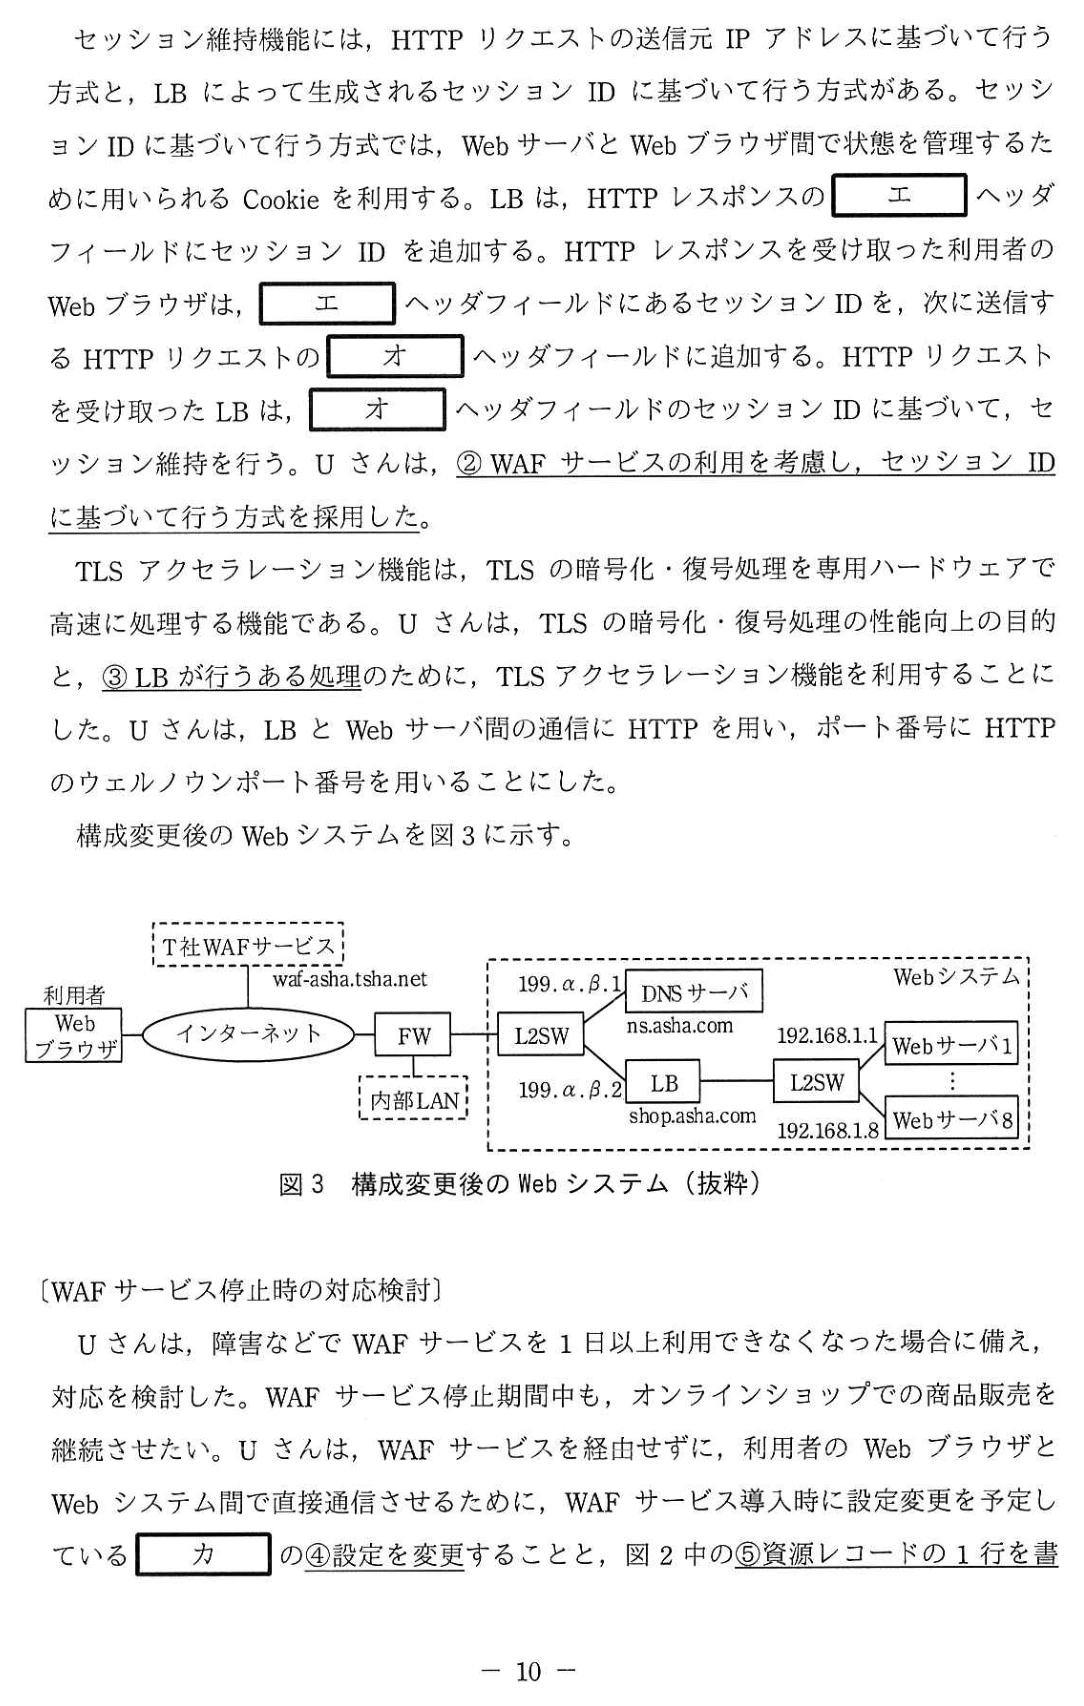 セッション維持機能には，HTTP リクエストの送信元 IP アドレスに基づいて行う
方式と，LB によって生成されるセッション ID に基づいて行う方式がある。セッシ
ョン ID に基づいて行う方式では，Web サーバと Web ブラウザ間で状態を管理するた
めに用いられる Cookie を利用する。LB は，HTTP レスポンスの エ ヘッダ
フィールドにセッション ID を追加する。HTTP レスポンスを受け取った利用者の
Web ブラウザは， エ ヘッダフィールドにあるセッション ID を，次に送信す
る HTTP リクエストの オ ヘッダフィールドに追加する。HTTP リクエスト
を受け取った LB は， オ ヘッダフィールドのセッション ID に基づいて，セ
ッション維持を行う。U さんは，②WAF サービスの利用を考慮し，セッション ID
に基づいて行う方式を採用した。
TLS アクセラレーション機能は，TLS の暗号化・復号処理を専用ハードウェアで
高速に処理する機能である。U さんは，TLS の暗号化・復号処理の性能向上の目的
と，③LB が行うある処理のために，TLS アクセラレーション機能を利用することに
した。U さんは，LB と Web サーバ間の通信に HTTP を用い，ポート番号に HTTP
のウェルノウンポート番号を用いることにした。
構成変更後の Web システムを図 3 に示す。
T社WAFサービス
waf-asha.tsha.net
利用者
Web
ブラウザ
インターネット
FW
内部LAN
Webシステム
L2SW
199.α.β.1
DNSサーバ
ns.asha.com
199.α.β.2
LB
shop.asha.com
L2SW
192.168.1.1
Webサーバ1
⋮
192.168.1.8
Webサーバ8
図 3 構成変更後の Web システム（抜粋）
〔WAF サービス停止時の対応検討〕
U さんは，障害などで WAF サービスを 1 日以上利用できなくなった場合に備え，
対応を検討した。WAF サービス停止期間中も，オンラインショップでの商品販売を
継続させたい。U さんは，WAF サービスを経由せずに，利用者の Web ブラウザと
Web システム間で直接通信させるために，WAF サービス導入時に設定変更を予定し
ている カ の④設定を変更することと，図 2 中の⑤資源レコードの 1 行を書
－ 10 －